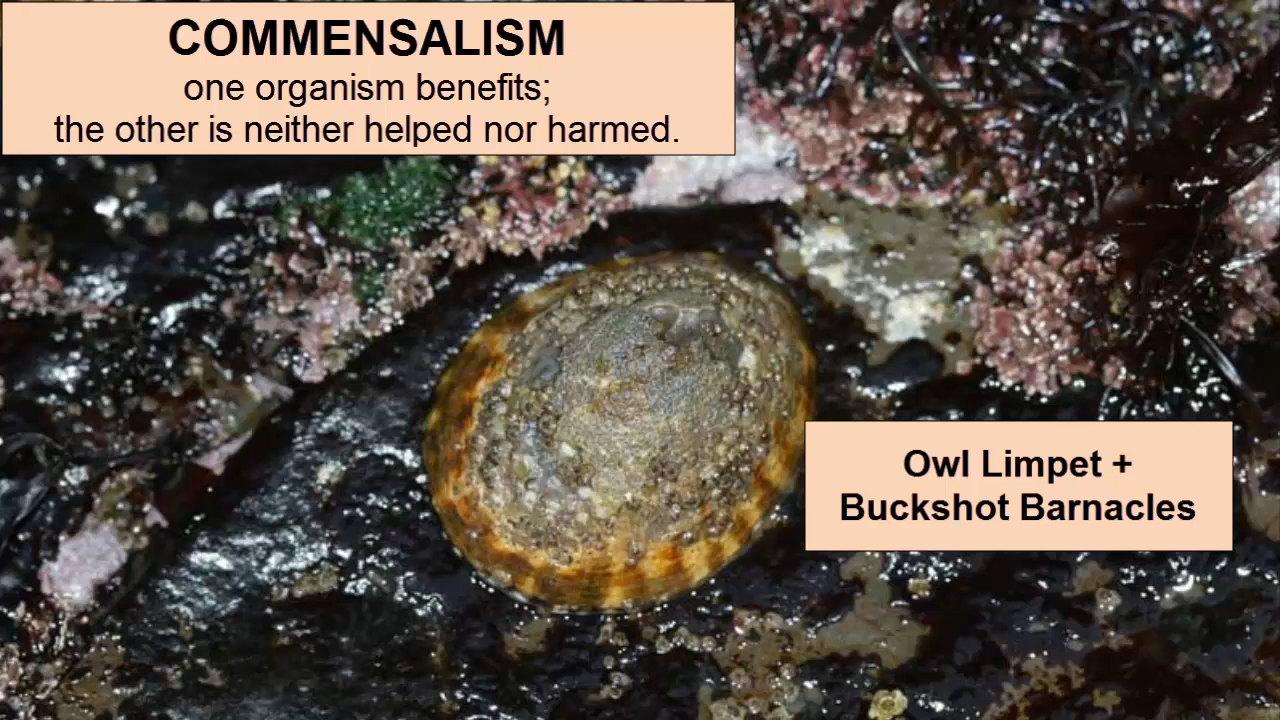 COMMENSALISM
one organism benefits;
the other is neither helped nor harmed.
Owl Limpet +
Buckshot Barnacles